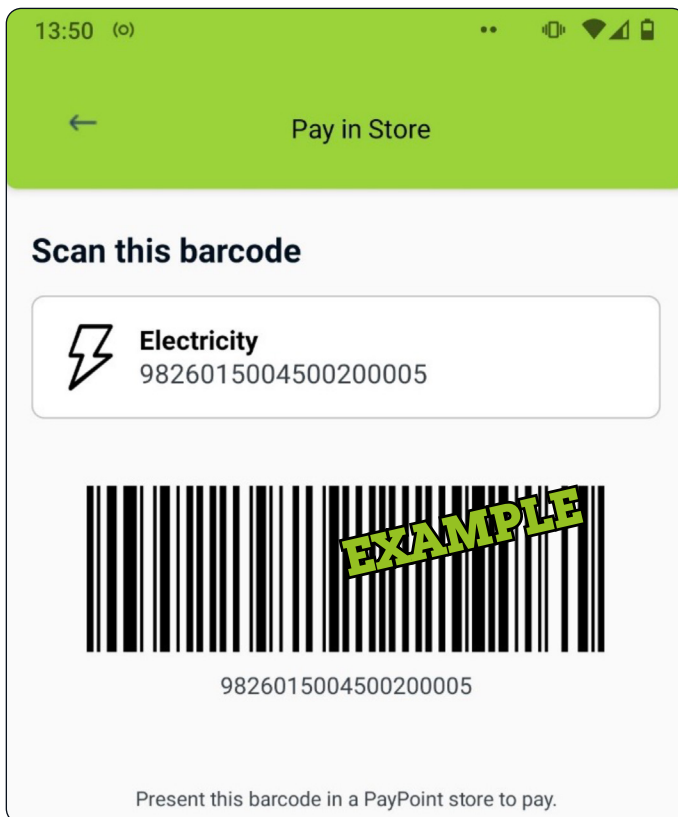 13:50
Pay in Store
Scan this barcode
Electricity
9826015004500200005
EXAMPLE
9826015004500200005
Present this barcode in a PayPoint store to pay.